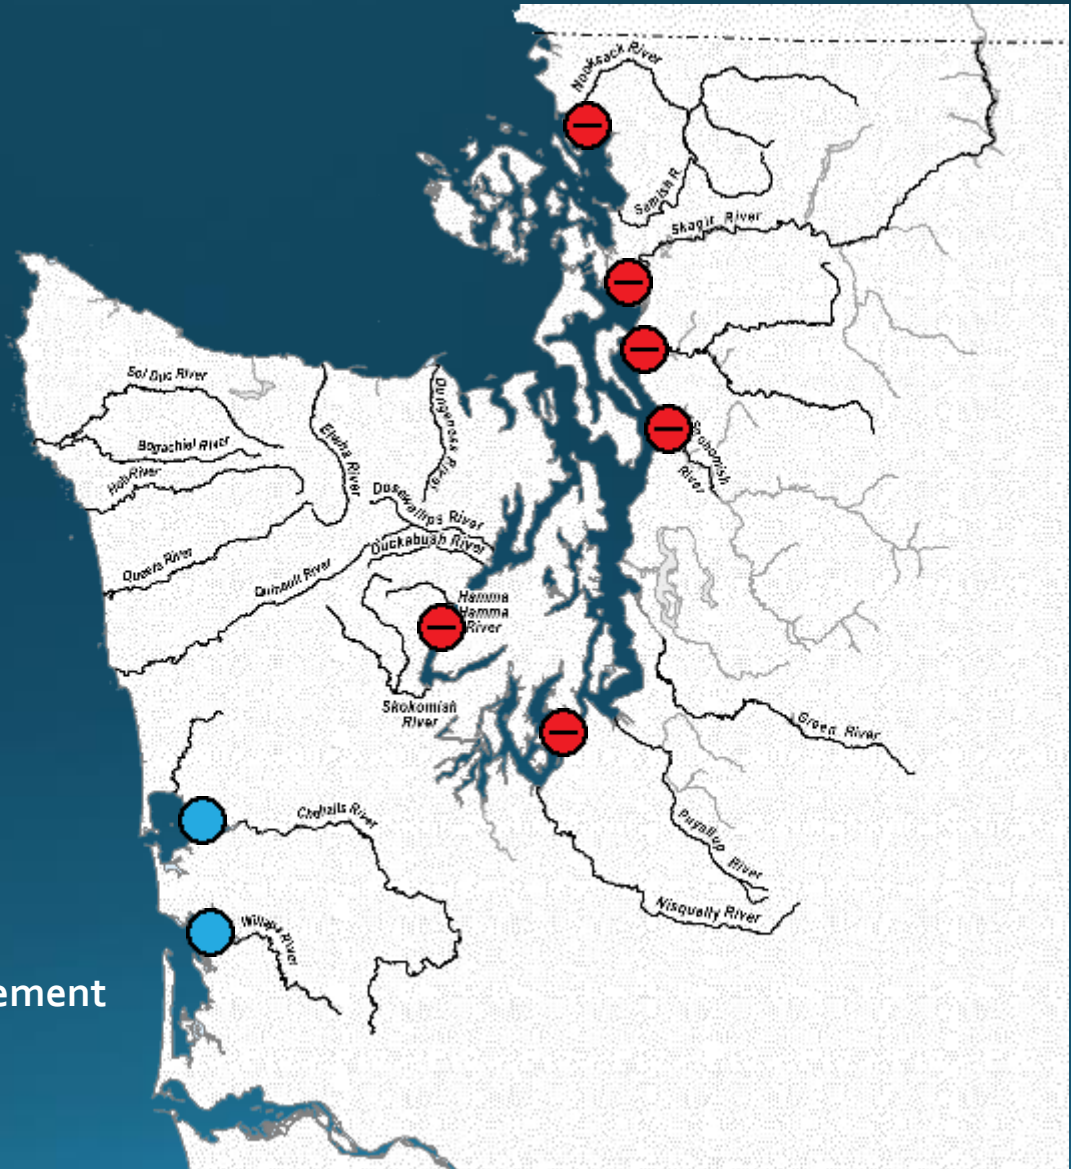 Nooksack River
Samish R
Skagit River
Sol Duc River
Bogachiel River
Hoh River
Elwha River
Dungeness River
Snohomish
River
Dosewallips River
Duckabush River
Queets River
Quinault River
Hamma
Hamma
River
Skokomish
River
Green River
Chehalis River
Puyallup River
Nisqually River
Willapa River
ement